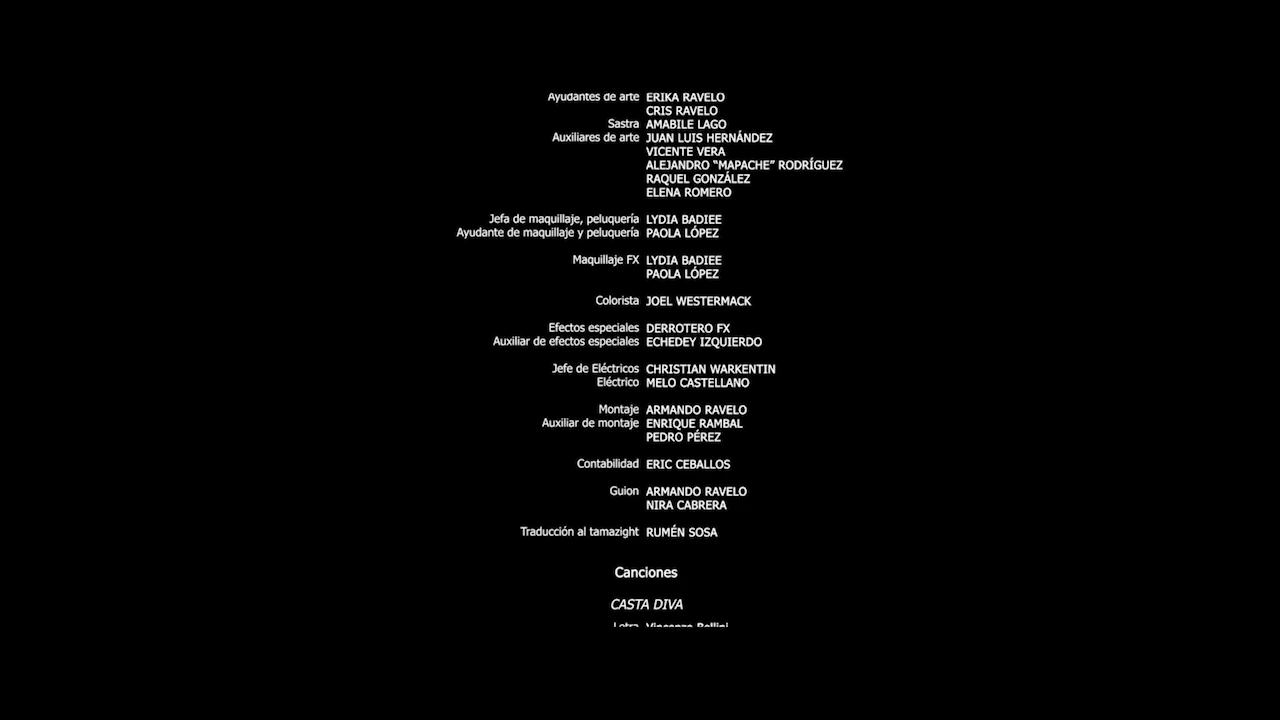 Ayudantes de arte ERIKA RAVELO
CRIS RAVELO
Sastra AMABILE LAGO
Auxiliares de arte JUAN LUIS HERNÁNDEZ
VICENTE VERA
ALEJANDRO “MAPACHE” RODRÍGUEZ
RAQUEL GONZÁLEZ
ELENA ROMERO
Jefa de maquillaje, peluquería LYDIA BADIEE
Ayudante de maquillaje y peluquería PAOLA LÓPEZ
Maquillaje FX LYDIA BADIEE
PAOLA LÓPEZ
Colorista JOEL WESTERMACK
Efectos especiales DERROTERO FX
Auxiliar de efectos especiales ECHEDEY IZQUIERDO
Jefe de Eléctricos CHRISTIAN WARKENTIN
Eléctrico MELO CASTELLANO
Montaje ARMANDO RAVELO
Auxiliar de montaje ENRIQUE RAMBAL
PEDRO PÉREZ
Contabilidad ERIC CEBALLOS
Guion ARMANDO RAVELO
NIRA CABRERA
Traducción al tamazight RUMÉN SOSA
Canciones
CASTA DIVA
Letra Vincenzo Bellini